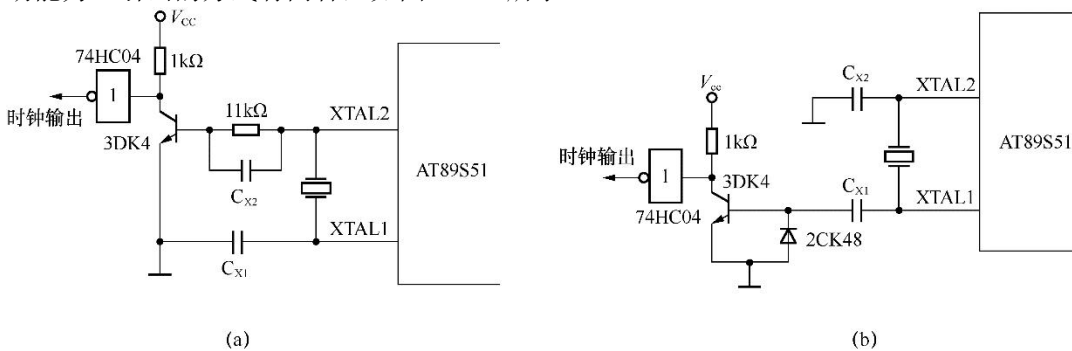 V_CC
74HC04
1kΩ
1
时钟输出
11kΩ
XTAL2
3DK4
C_X2
AT89S51
XTAL1
C_X1
(a)
C_X2
XTAL2
V_cc
1kΩ
时钟输出
AT89S51
1
3DK4
C_X1
74HC04
XTAL1
2CK48
(b)